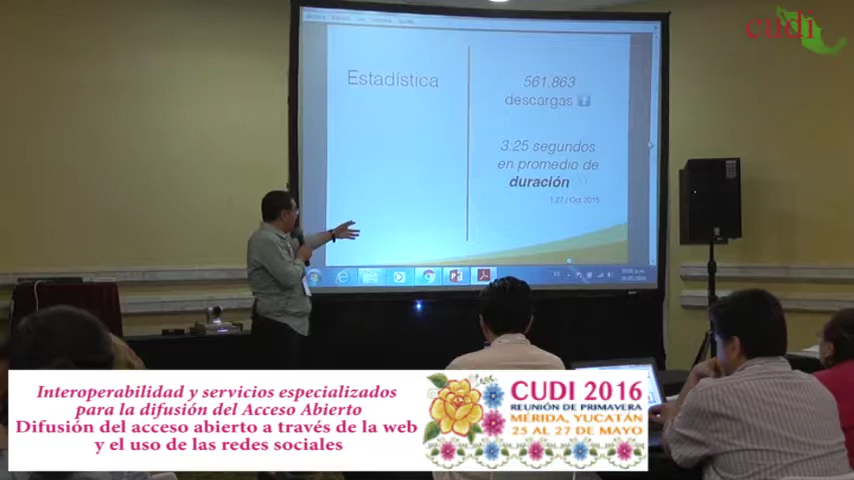 cudi
Estadística
561,863
descargas
3.25 segundos
en promedio de
duración
Interoperabilidad y servicios especializados
para la difusión del Acceso Abierto
Difusión del acceso abierto a través de la web
y el uso de las redes sociales
CUDI 2016
REUNIÓN DE PRIMAVERA
MÉRIDA, YUCATÁN
25 AL 27 DE MAYO